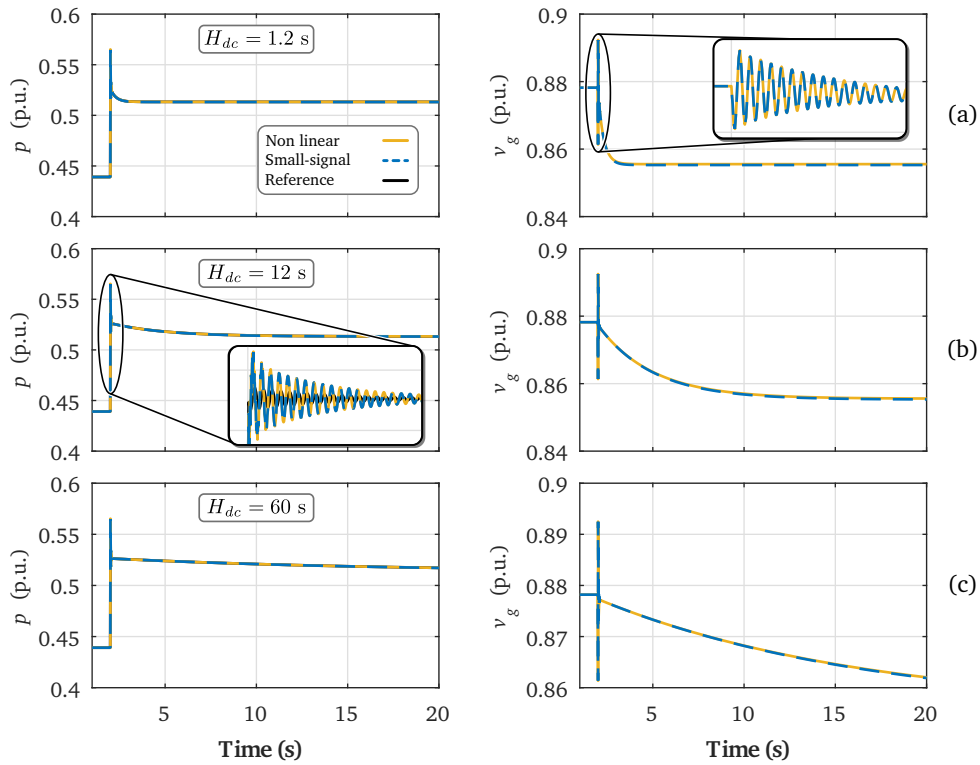 H_dc = 1.2 s
0.6
0.55
0.5
0.45
0.4
p (p.u.)
Non linear
Small-signal
Reference
0.9
0.88
0.86
0.84
v_g (p.u.)
(a)
H_dc = 12 s
0.6
0.55
0.5
0.45
0.4
p (p.u.)
0.9
0.88
0.86
0.84
v_g (p.u.)
(b)
H_dc = 60 s
0.6
0.55
0.5
0.45
0.4
p (p.u.)
5 10 15 20
Time (s)
0.9
0.89
0.88
0.87
0.86
v_g (p.u.)
5 10 15 20
Time (s)
(c)